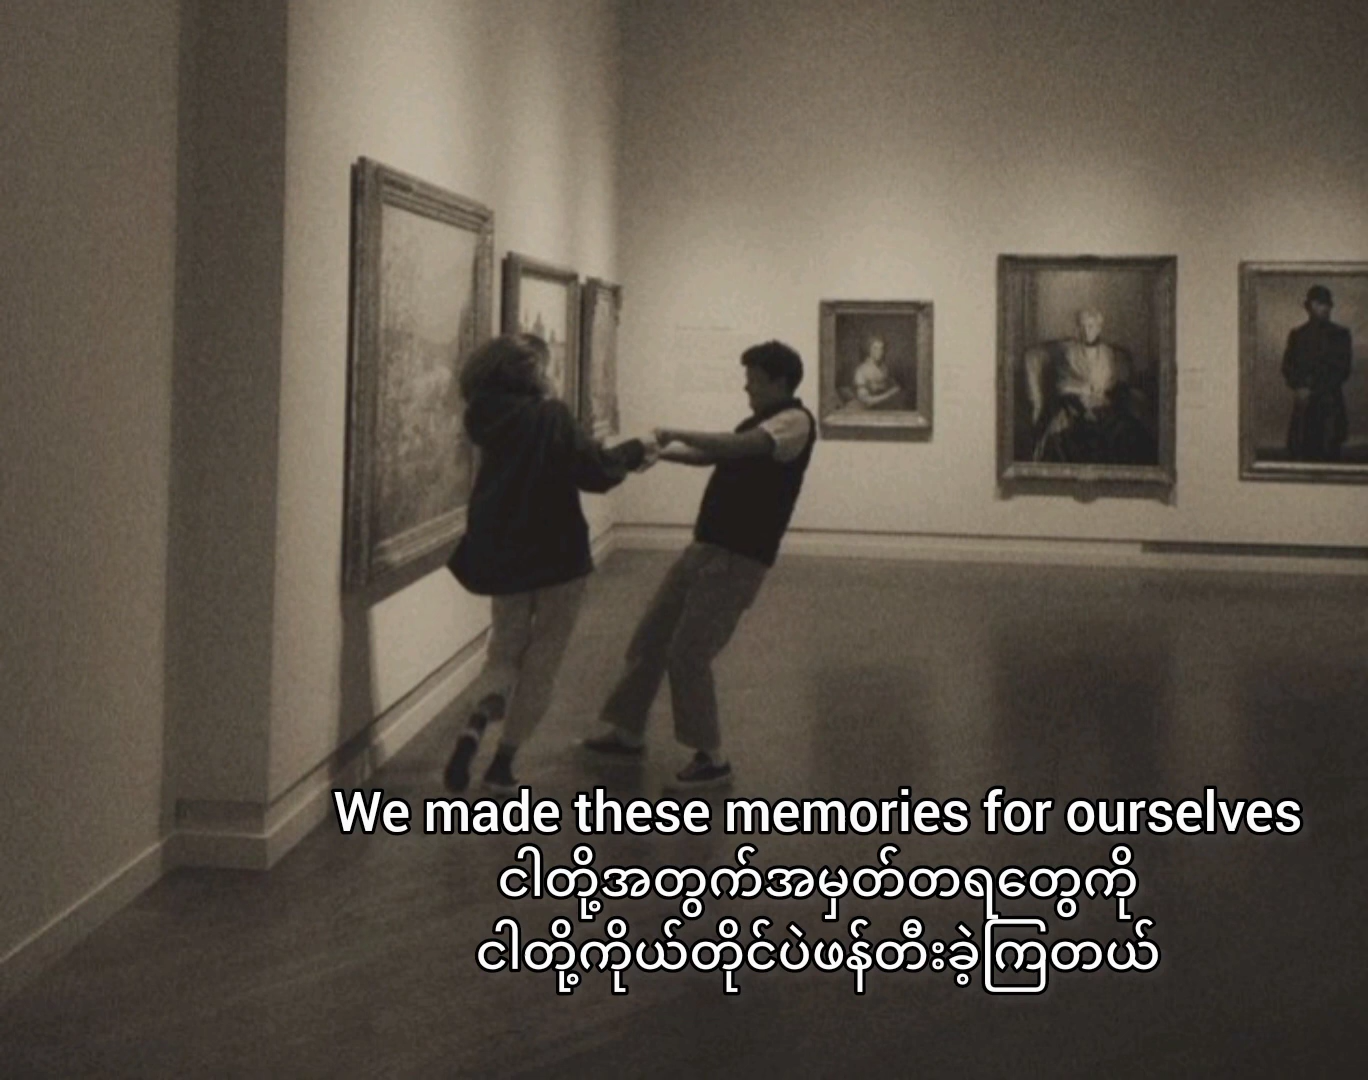 We made these memories for ourselves
ငါတို့အတွက်အမှတ်တရတွေကို
ငါတို့ကိုယ်တိုင်ပဲဖန်တီးခဲ့ကြတယ်